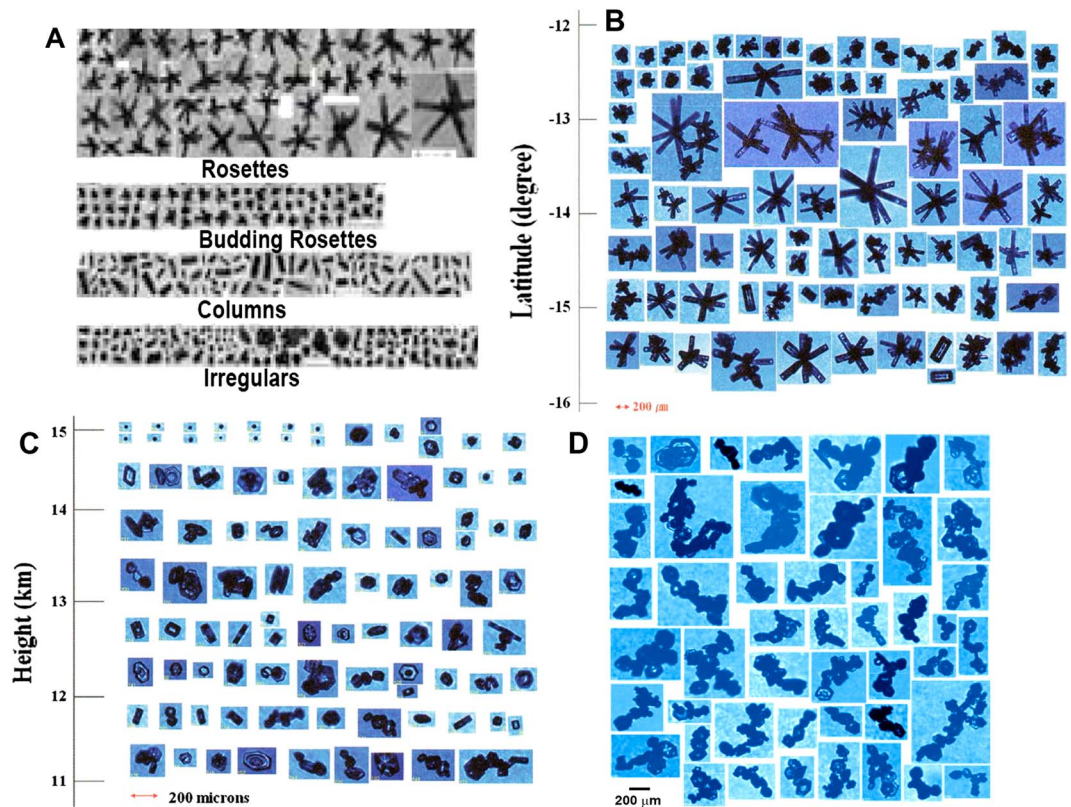 A
Rosettes
Budding Rosettes
Columns
Irregulars
B
Latitude (degree)
-12
-13
-14
-15
-16
200 µm
C
Height (km)
15
14
13
12
11
200 microns
D
200 µm